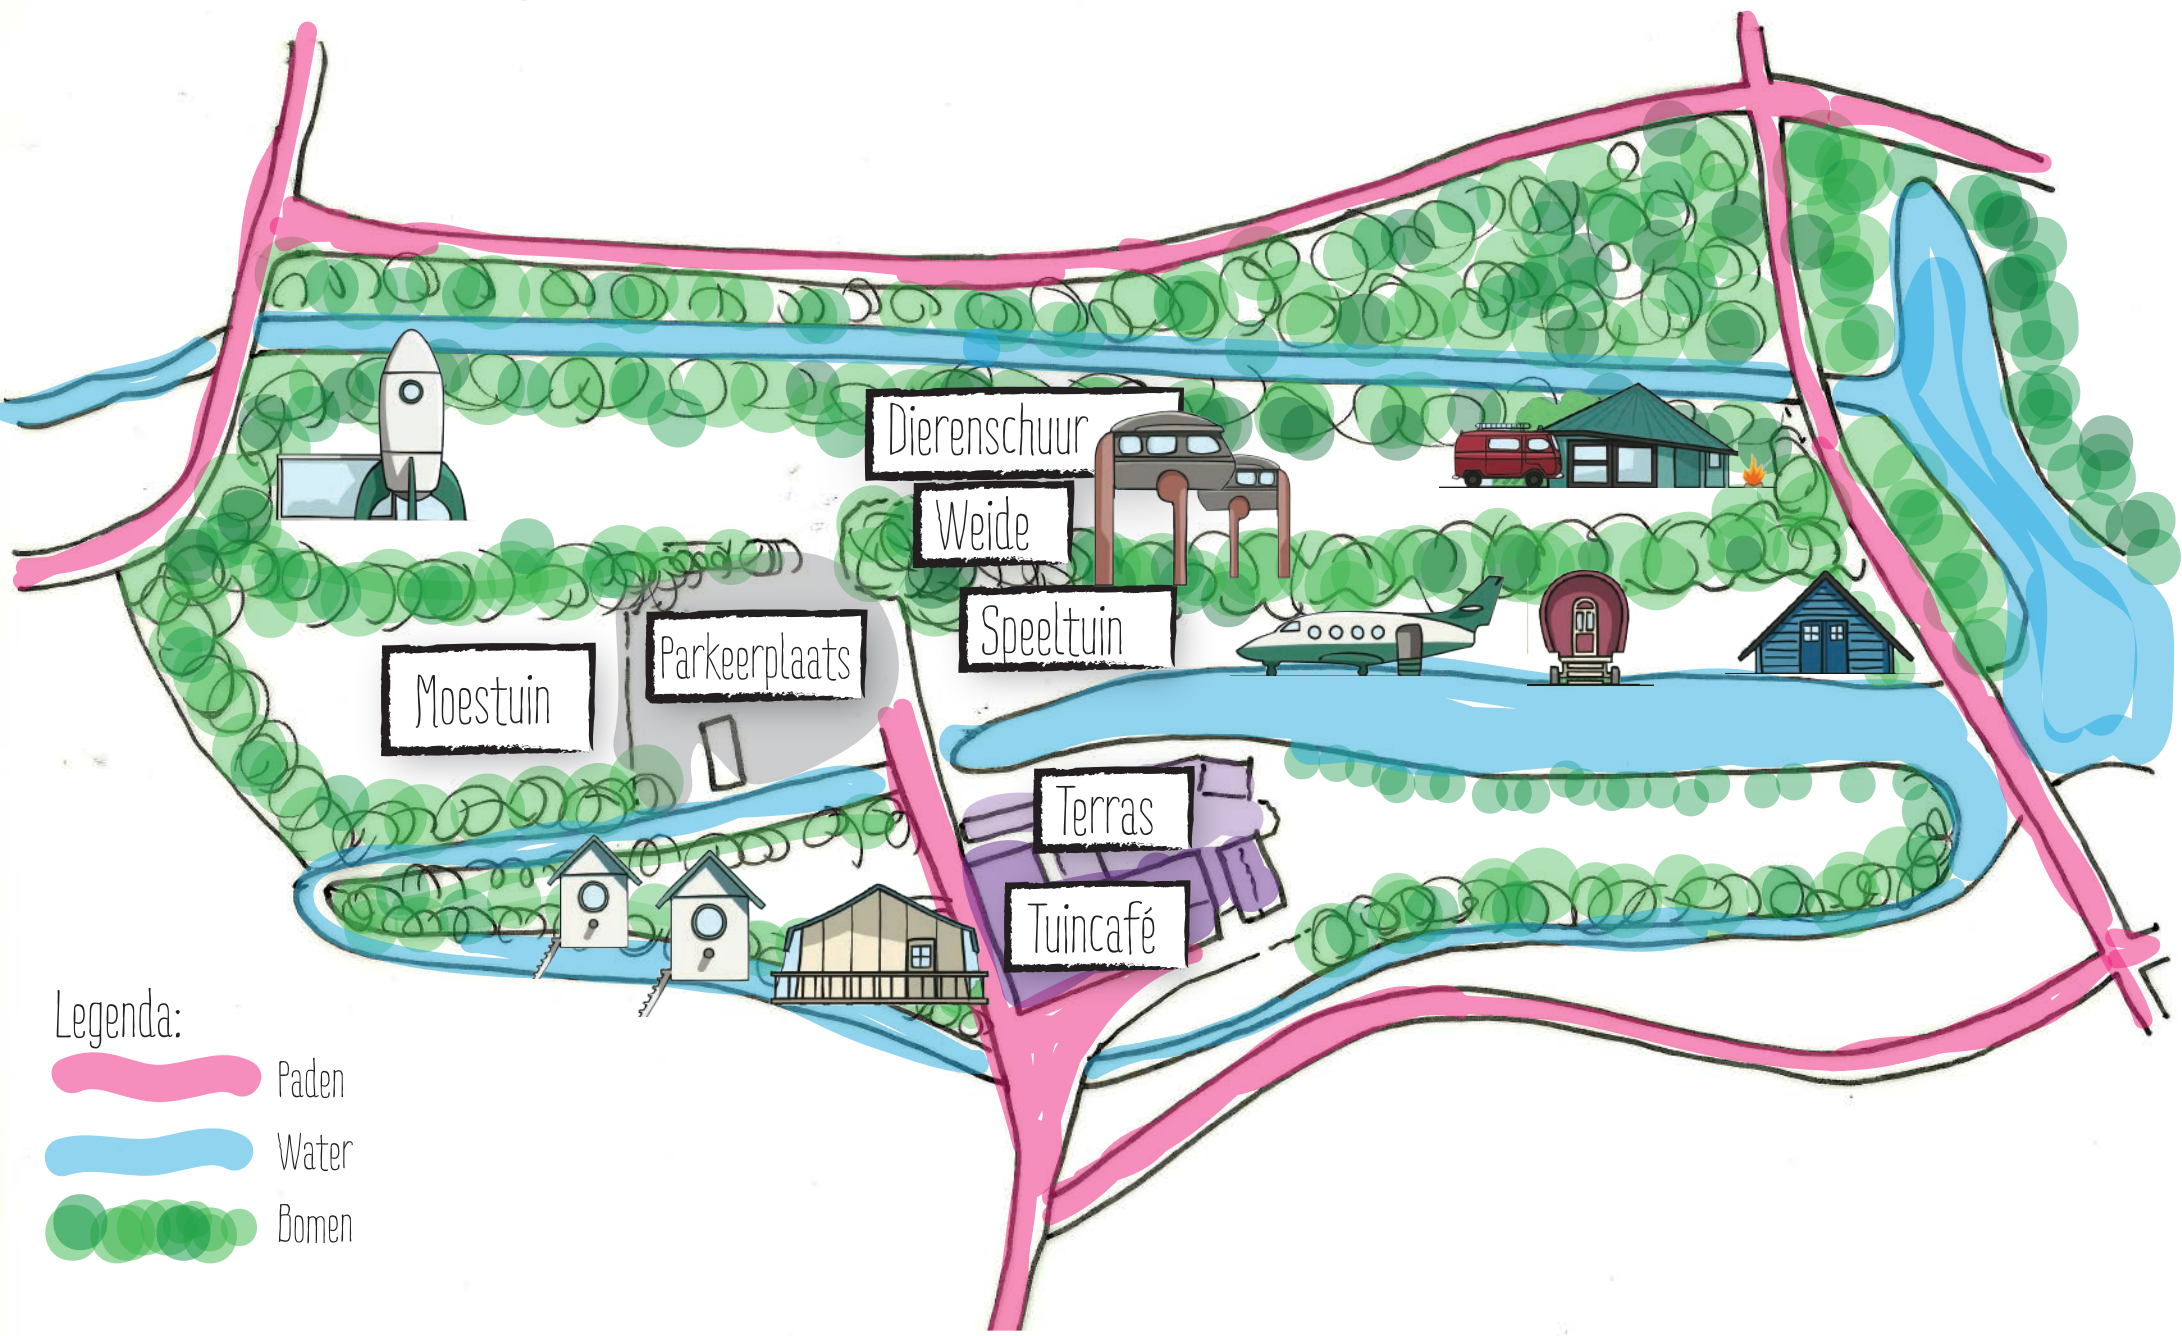 Dierenschuur
Weide
Speeltuin
Parkeerplaats
Moestuin
Terras
Tuincafé
Legenda:
Paden
Water
Bomen